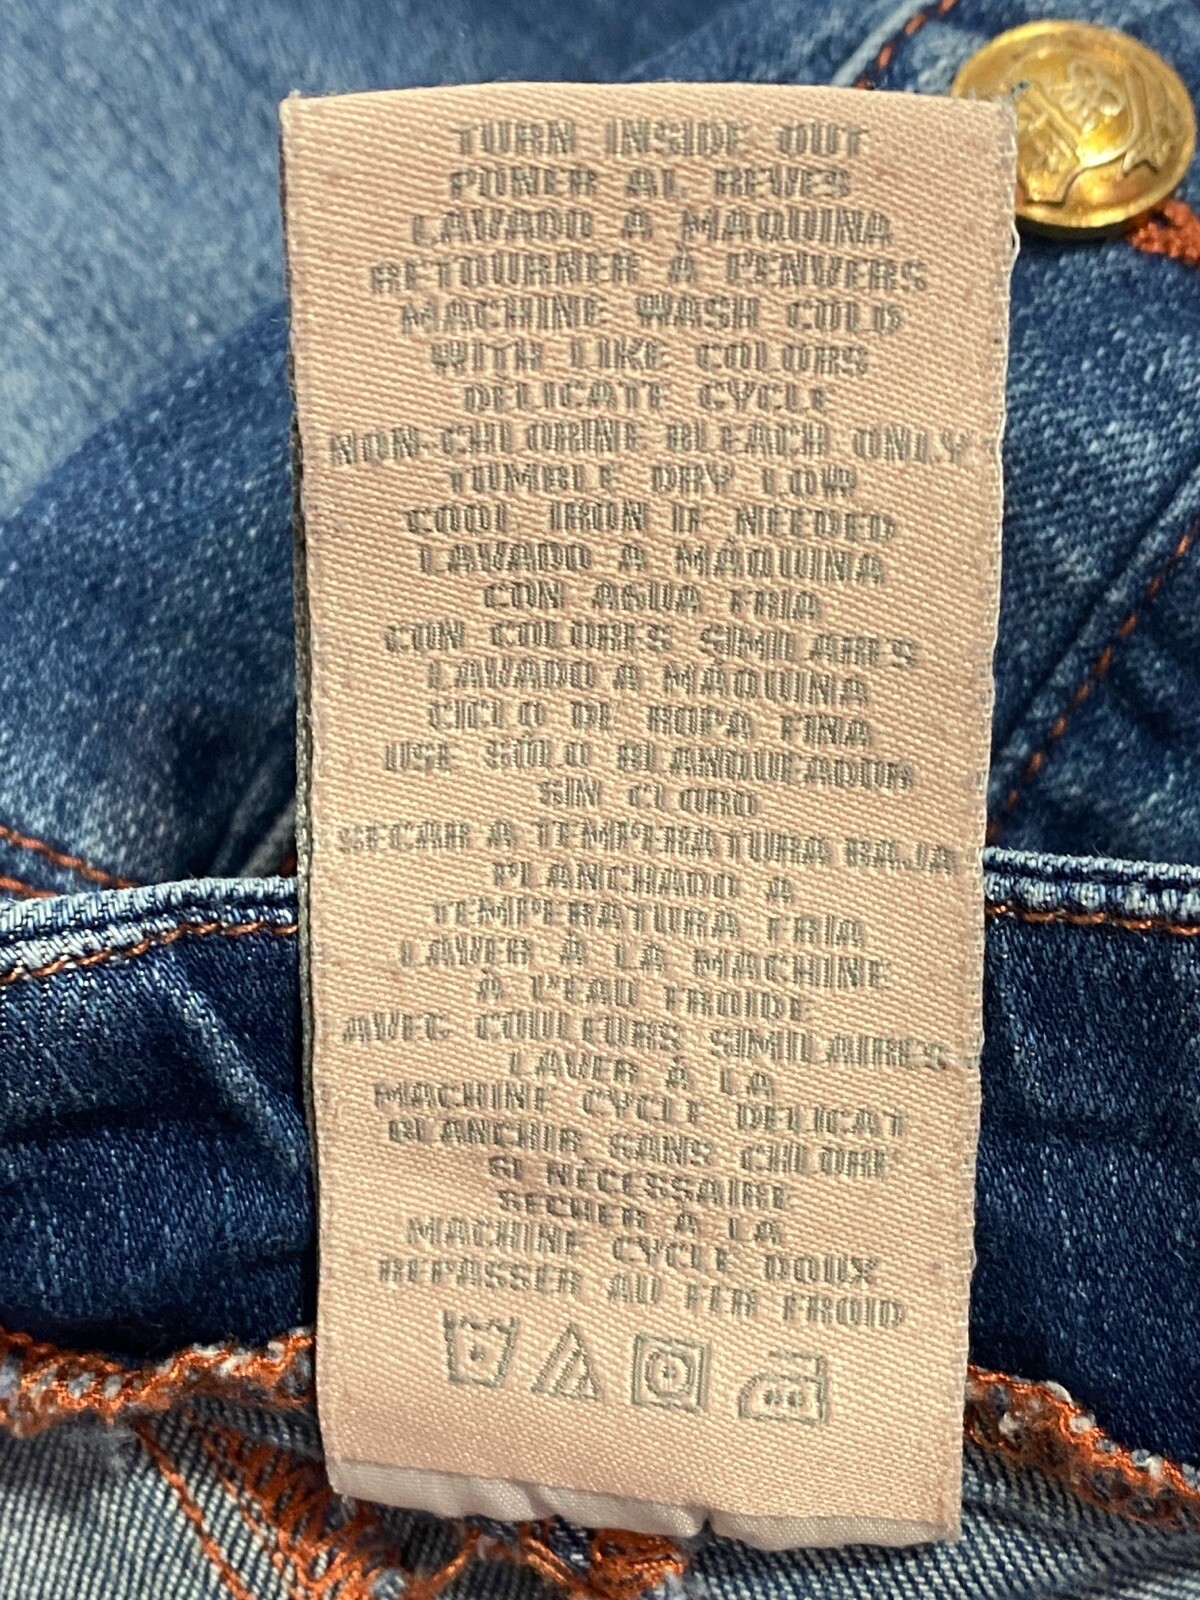 TURN INSIDE OUT
PONER AL REVES
LAVADO A MAQUINA
RETOURNER À L'ENVERS
MACHINE WASH COLD
WITH LIKE COLORS
DELICATE CYCLE
NON-CHLORINE BLEACH ONLY
TUMBLE DRY LOW
COOL IRON IF NEEDED
LAVADO A MÁQUINA
CON AGUA FRIA
CON COLORES SIMILARES
LAVADO A MÁQUINA
CICLO DE ROPA FINA
USE SÓLO BLANQUEADOR
SIN CLORO
SECAR A TEMPERATURA BAJA
PLANCHADO A
TEMPERATURA FRIA
LAVER À LA MACHINE
À L'EAU FROIDE
AVEC COULEURS SIMILAIRES
LAVER À LA
MACHINE CYCLE DELICAT
BLANCHIR SANS CHLORE
SI NÉCESSAIRE
SECHER A LA
MACHINE CYCLE DOUX
REPASSER AU FER FROID